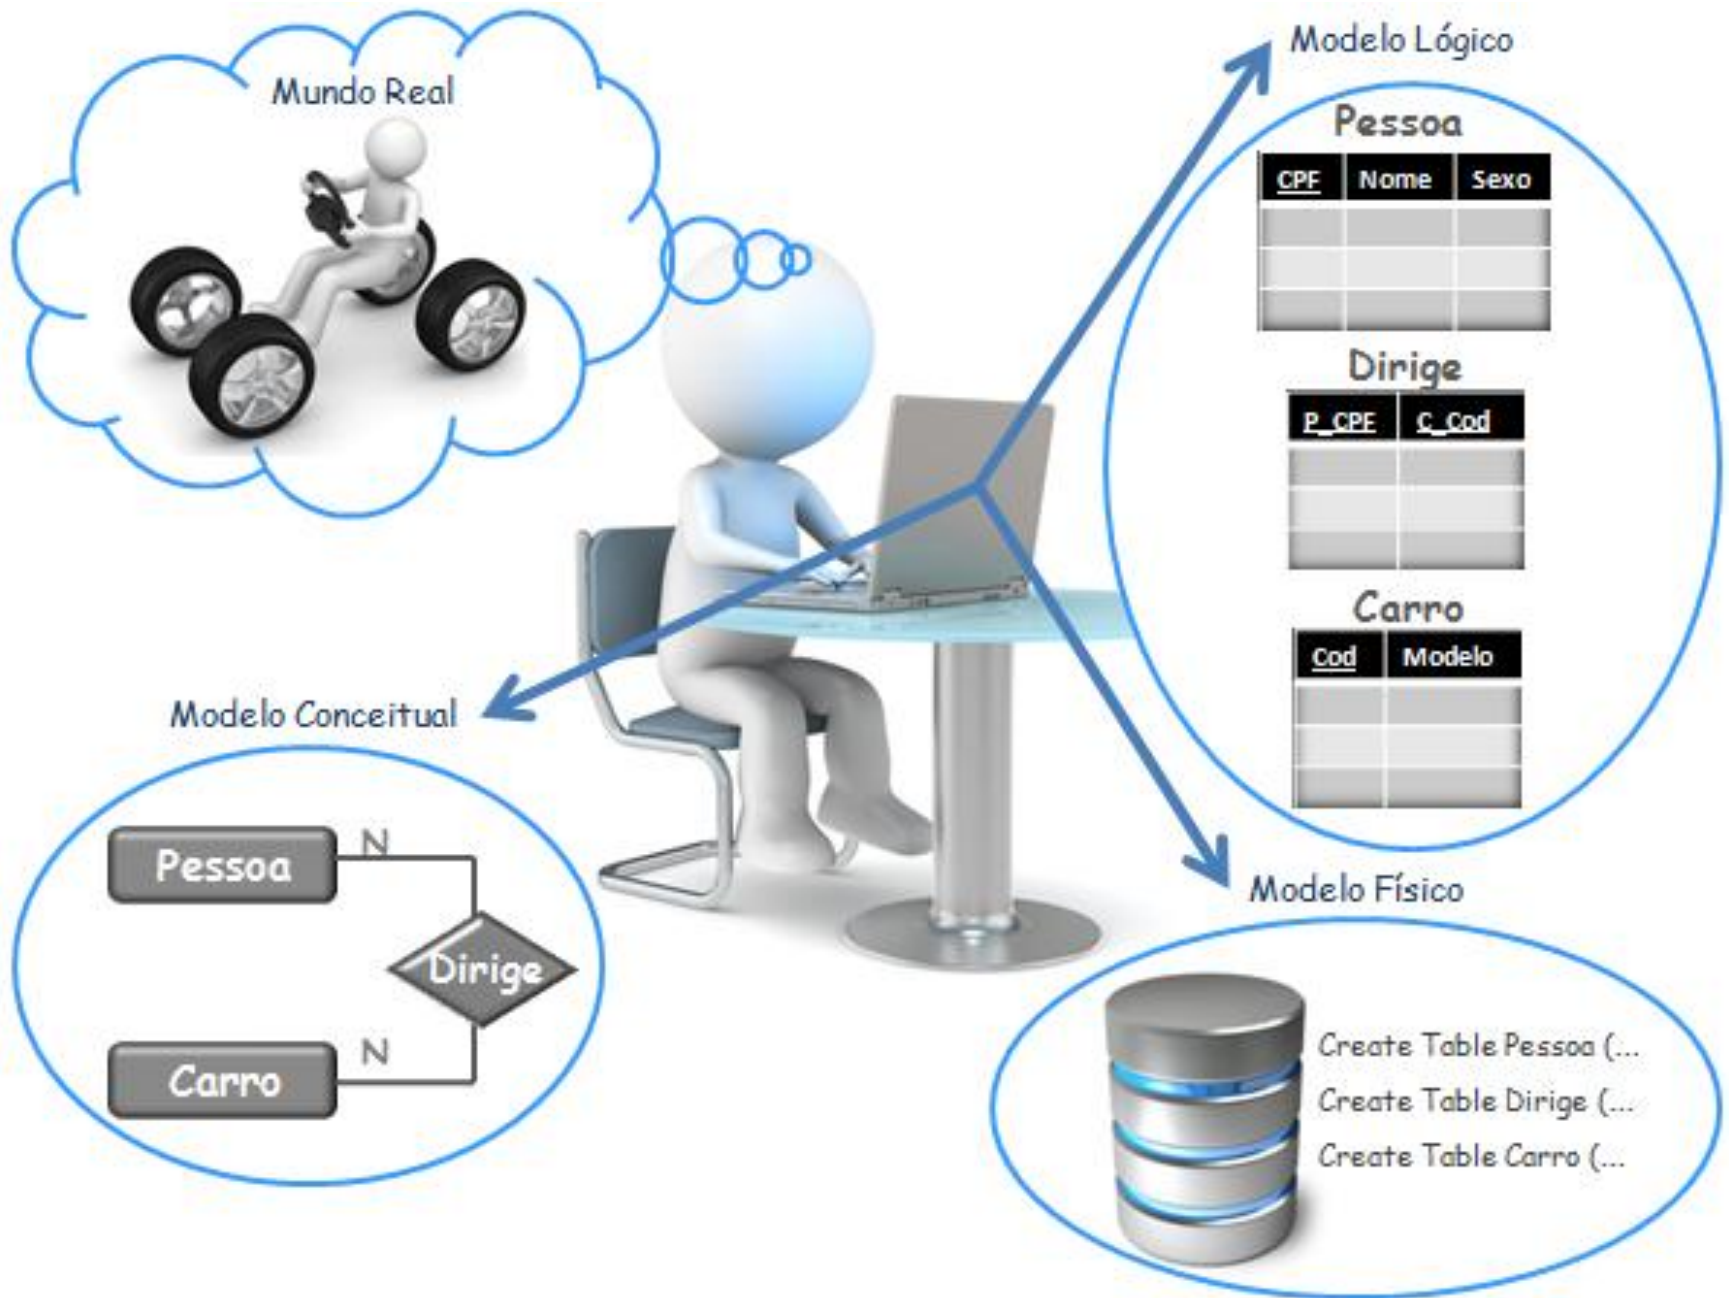 Mundo Real
Modelo Lógico
Pessoa
CPF Nome Sexo
Dirige
P_CPF C_Cod
Carro
Cod Modelo
Modelo Conceitual
Pessoa
N
Dirige
N
Carro
Modelo Físico
Create Table Pessoa (...
Create Table Dirige (...
Create Table Carro (...